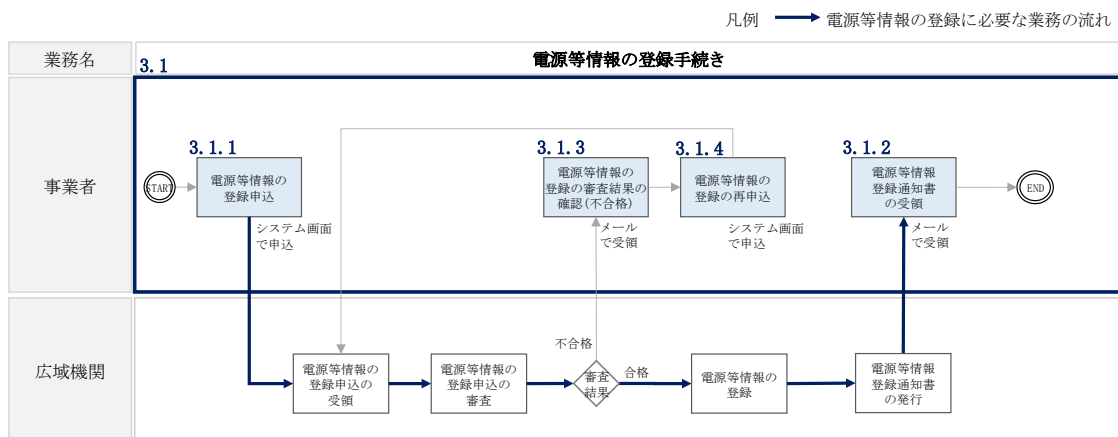 凡例
電源等情報の登録に必要な業務の流れ
業務名
3.1
電源等情報の登録手続き
事業者
START
3.1.1
電源等情報の
登録申込
システム画面
で申込
3.1.3
電源等情報の
登録の審査結果の
確認(不合格)
メール
で受領
3.1.4
電源等情報の
登録の再申込
システム画面
で申込
3.1.2
電源等情報
登録通知書
の受領
メール
で受領
END
広域機関
電源等情報の
登録申込の
受領
電源等情報の
登録申込の
審査
不合格
審査
結果
合格
電源等情報の
登録
電源等情報
登録通知書
の発行